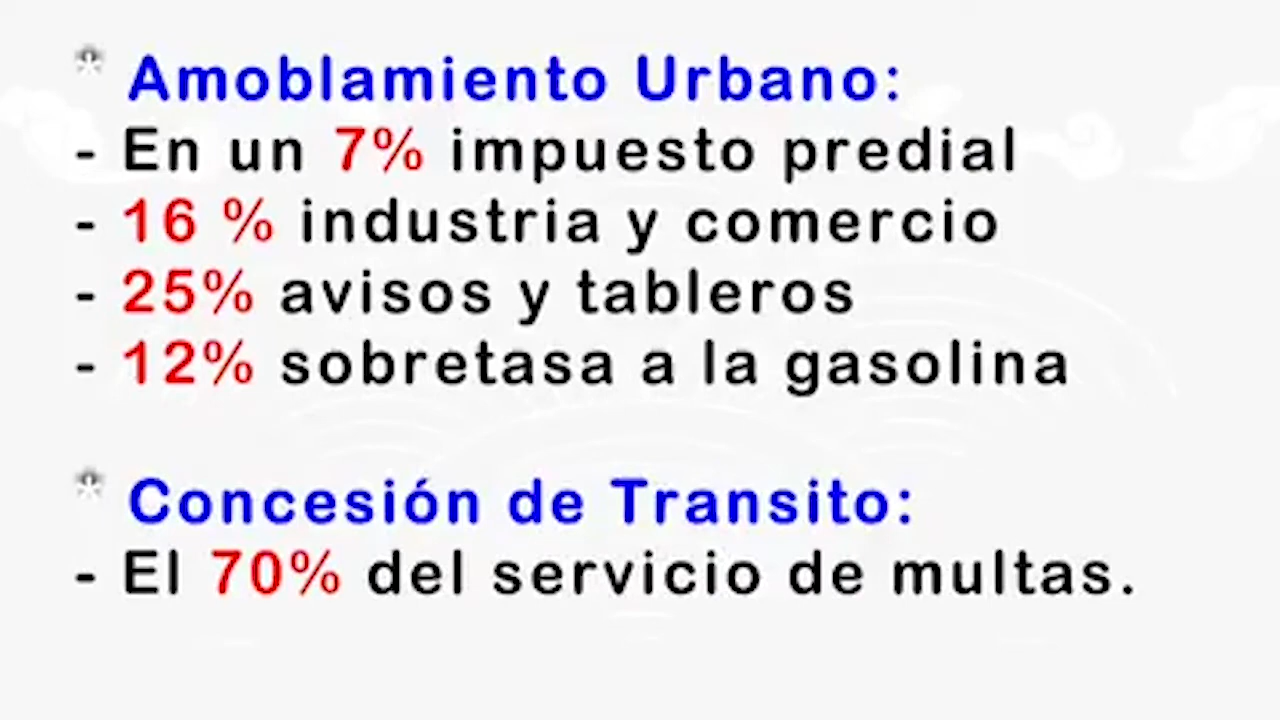 * Amoblamiento Urbano:
- En un 7% impuesto predial
- 16 % industria y comercio
- 25% avisos y tableros
- 12% sobretasa a la gasolina
* Concesión de Transito:
- El 70% del servicio de multas.